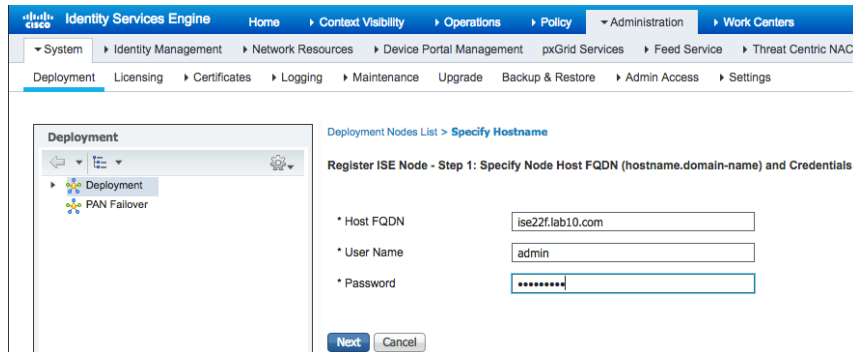 cisco Identity Services Engine Home Context Visibility Operations Policy Administration Work Centers
System Identity Management Network Resources Device Portal Management pxGrid Services Feed Service Threat Centric NAC
Deployment Licensing Certificates Logging Maintenance Upgrade Backup & Restore Admin Access Settings
Deployment
Deployment
PAN Failover
Deployment Nodes List > Specify Hostname
Register ISE Node - Step 1: Specify Node Host FQDN (hostname.domain-name) and Credentials
* Host FQDN ise22f.lab10.com
* User Name admin
* Password •••••••••
Next Cancel